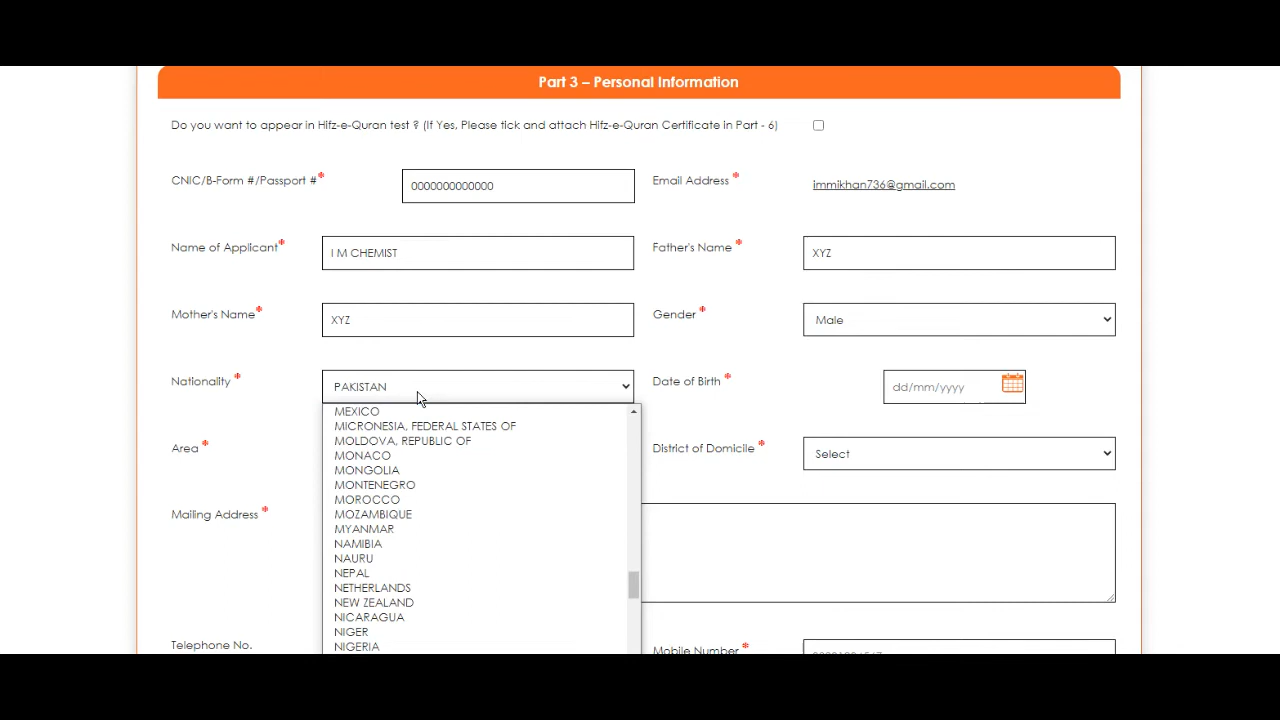 Part 3 – Personal Information
Do you want to appear in Hifz-e-Quran test ? (If Yes, Please tick and attach Hifz-e-Quran Certificate in Part - 6)
CNIC/B-Form #/Passport #* 0000000000000 Email Address * immikhan736@gmail.com
Name of Applicant* I M CHEMIST Father's Name * XYZ
Mother's Name* XYZ Gender * Male
Nationality * PAKISTAN Date of Birth * dd/mm/yyyy
MEXICO
MICRONESIA, FEDERAL STATES OF
MOLDOVA, REPUBLIC OF
Area * District of Domicile * Select
MONACO
MONGOLIA
MONTENEGRO
MOROCCO
Mailing Address *
MOZAMBIQUE
MYANMAR
NAMIBIA
NAURU
NEPAL
NETHERLANDS
NEW ZEALAND
NICARAGUA
NIGER
NIGERIA
Telephone No. Mobile Number *